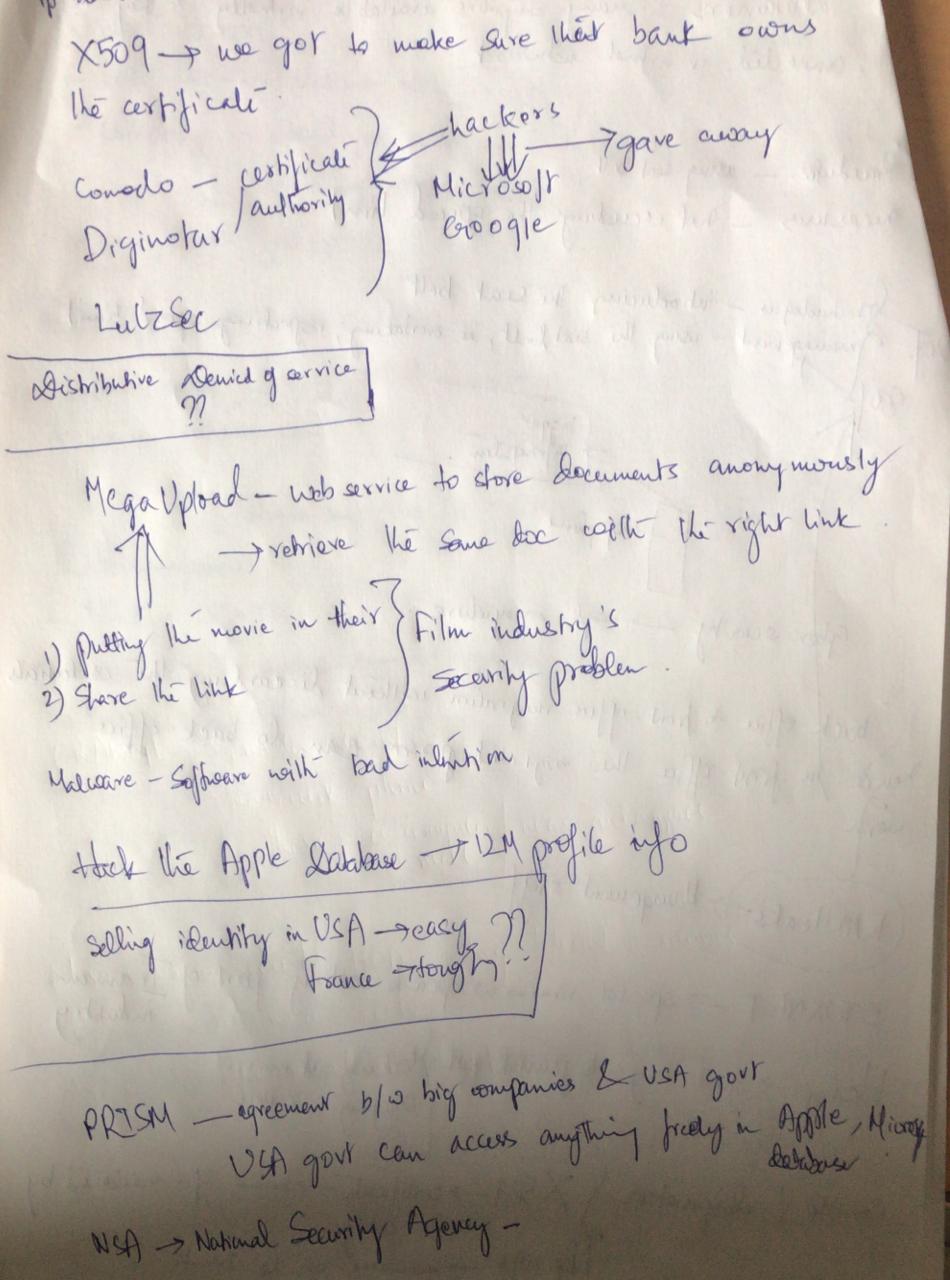 X509 → we got to make sure that bank owns
the certificate.
Comodo — certificate
Diginotar / authority
hackers
→ gave away
Microsoft
Google
LulzSec
Distributive Denied of service
??
MegaUpload — web service to store documents anonymously
→ retrieve the same doc with the right link.
1) Putting the movie in their
2) Share the link
Film industry's
security problem.
Malware — Software with bad intention
Hack the Apple Database → 12M profile info
Selling identity in USA → easy ??
France → tough ??
PRISM — agreement b/w big companies & USA govt
USA govt can access anything freely in Apple, Micros
database
NSA → National Security Agency —